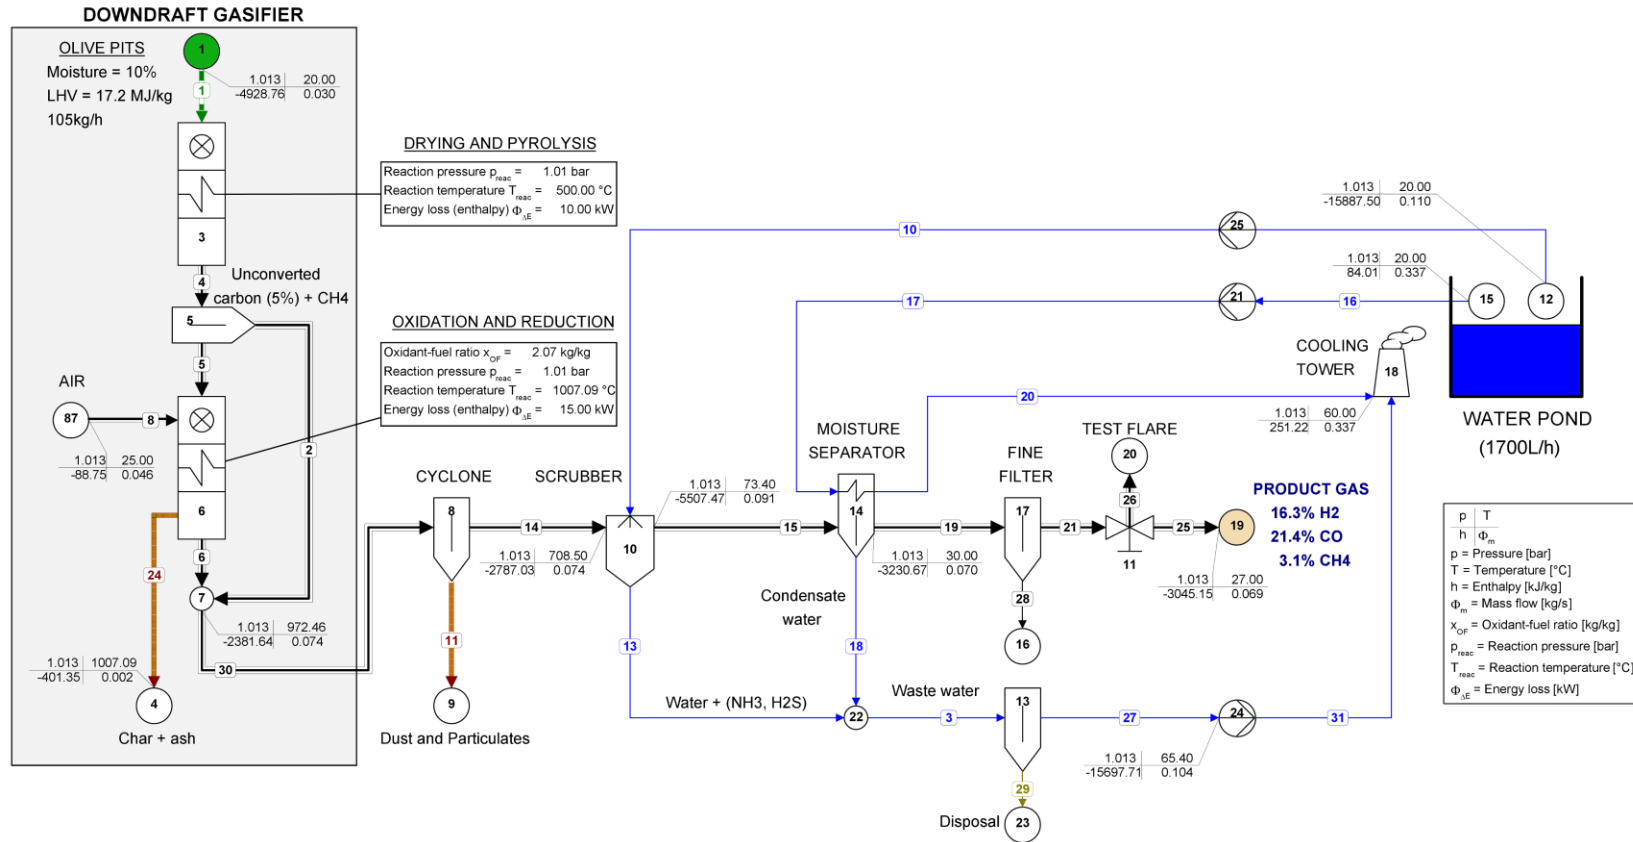 DOWNDRAFT GASIFIER
OLIVE PITS
Moisture = 10%
LHV = 17.2 MJ/kg
105kg/h
1
1.013 20.00
-4928.76 0.030
1
3
DRYING AND PYROLYSIS
Reaction pressure p_reac = 1.01 bar
Reaction temperature T_reac = 500.00 °C
Energy loss (enthalpy) Φ_ΔE = 10.00 kW
4
Unconverted
carbon (5%) + CH4
5
5
OXIDATION AND REDUCTION
Oxidant-fuel ratio x_OF = 2.07 kg/kg
Reaction pressure p_reac = 1.01 bar
Reaction temperature T_reac = 1007.09 °C
Energy loss (enthalpy) Φ_ΔE = 15.00 kW
AIR
87
8
1.013 25.00
-88.75 0.046
2
6
6
24
7
1.013 972.46
-2381.64 0.074
30
1.013 1007.09
-401.35 0.002
4
Char + ash
CYCLONE
8
11
9
Dust and Particulates
14
1.013 708.50
-2787.03 0.074
SCRUBBER
10
1.013 73.40
-5507.47 0.091
15
13
Water + (NH3, H2S)
10
25
1.013 20.00
-15887.50 0.110
17
21
16
1.013 20.00
84.01 0.337
15
12
COOLING
TOWER
18
20
1.013 60.00
251.22 0.337
WATER POND
(1700L/h)
MOISTURE
SEPARATOR
14
19
1.013 30.00
-3230.67 0.070
Condensate
water
18
22
Waste water
3
FINE
FILTER
17
28
16
21
TEST FLARE
20
26
11
25
19
1.013 27.00
-3045.15 0.069
PRODUCT GAS
16.3% H2
21.4% CO
3.1% CH4
13
29
Disposal
23
27
24
31
1.013 65.40
-15697.71 0.104
p T
h Φ_m
p = Pressure [bar]
T = Temperature [°C]
h = Enthalpy [kJ/kg]
Φ_m = Mass flow [kg/s]
x_OF = Oxidant-fuel ratio [kg/kg]
p_reac = Reaction pressure [bar]
T_reac = Reaction temperature [°C]
Φ_ΔE = Energy loss [kW]